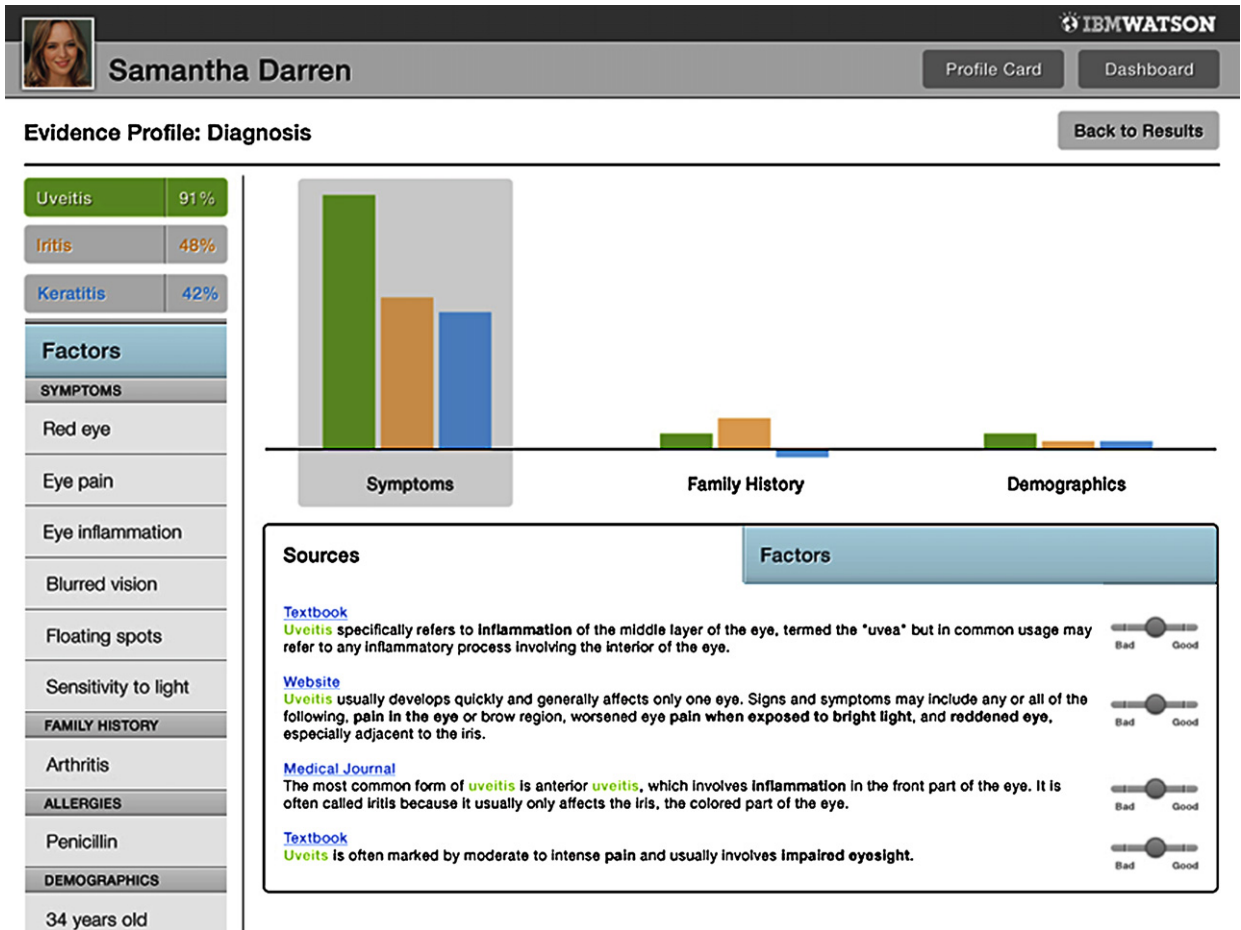 IBMWATSON
Samantha Darren
Profile Card
Dashboard
Evidence Profile: Diagnosis
Back to Results
Uveitis 91%
Iritis 48%
Keratitis 42%
Factors
SYMPTOMS
Red eye
Eye pain
Eye inflammation
Blurred vision
Floating spots
Sensitivity to light
FAMILY HISTORY
Arthritis
ALLERGIES
Penicillin
DEMOGRAPHICS
34 years old
Symptoms
Family History
Demographics
Sources
Factors
Textbook
Uveitis specifically refers to inflammation of the middle layer of the eye, termed the "uvea" but in common usage may
refer to any inflammatory process involving the interior of the eye.
Bad Good
Website
Uveitis usually develops quickly and generally affects only one eye. Signs and symptoms may include any or all of the
following, pain in the eye or brow region, worsened eye pain when exposed to bright light, and reddened eye,
especially adjacent to the iris.
Bad Good
Medical Journal
The most common form of uveitis is anterior uveitis, which involves inflammation in the front part of the eye. It is
often called iritis because it usually only affects the iris, the colored part of the eye.
Bad Good
Textbook
Uveits is often marked by moderate to intense pain and usually involves impaired eyesight.
Bad Good